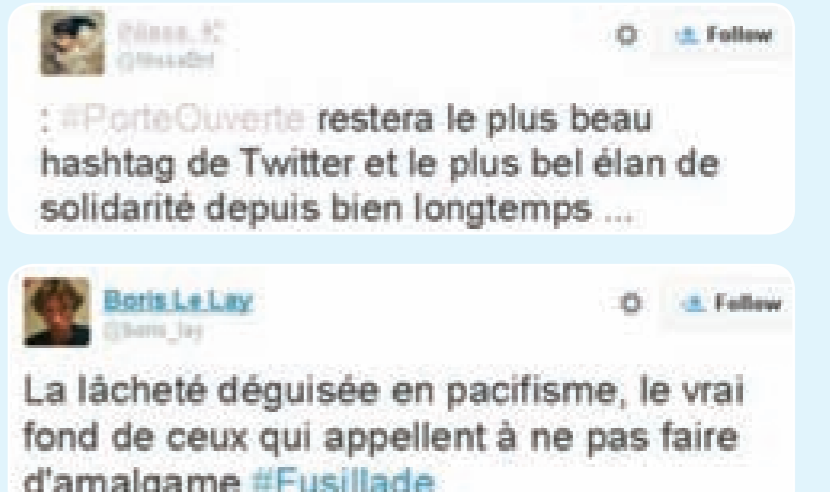 Follow
: #PorteOuverte restera le plus beau
hashtag de Twitter et le plus bel élan de
solidarité depuis bien longtemps ...
Boris Le Lay
Follow
La lâcheté déguisée en pacifisme, le vrai
fond de ceux qui appellent à ne pas faire
d'amalgame #Fusillade